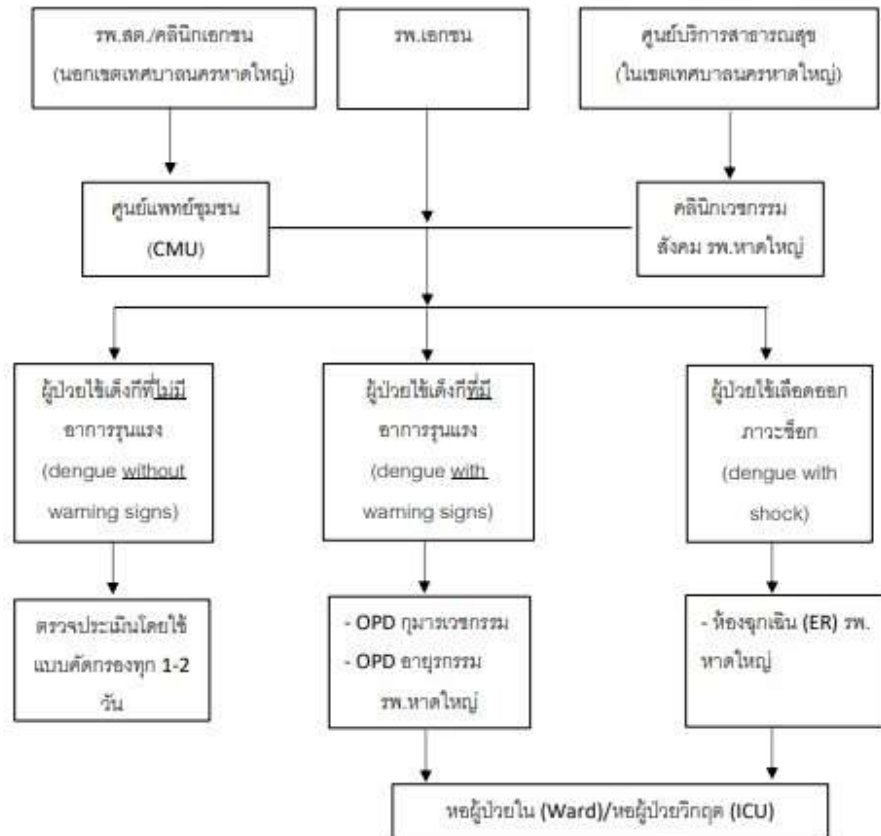 รพ.สต./คลินิกเอกชน
(นอกเขตเทศบาลนครหาดใหญ่)
รพ.เอกชน
ศูนย์บริการสาธารณสุข
(ในเขตเทศบาลนครหาดใหญ่)
ศูนย์แพทย์ชุมชน
(CMU)
คลินิกเวชกรรม
สังคม รพ.หาดใหญ่
ผู้ป่วยไข้เด็งกีที่ไม่มี
อาการรุนแรง
(dengue without
warning signs)
ผู้ป่วยไข้เด็งกีที่มี
อาการรุนแรง
(dengue with
warning signs)
ผู้ป่วยไข้เลือดออก
ภาวะช็อก
(dengue with
shock)
ตรวจประเมินโดยใช้
แบบคัดกรองทุก 1-2
วัน
- OPD กุมารเวชกรรม
- OPD อายุรกรรม
รพ.หาดใหญ่
- ห้องฉุกเฉิน (ER) รพ.
หาดใหญ่
หอผู้ป่วยใน (Ward)/หอผู้ป่วยวิกฤต (ICU)